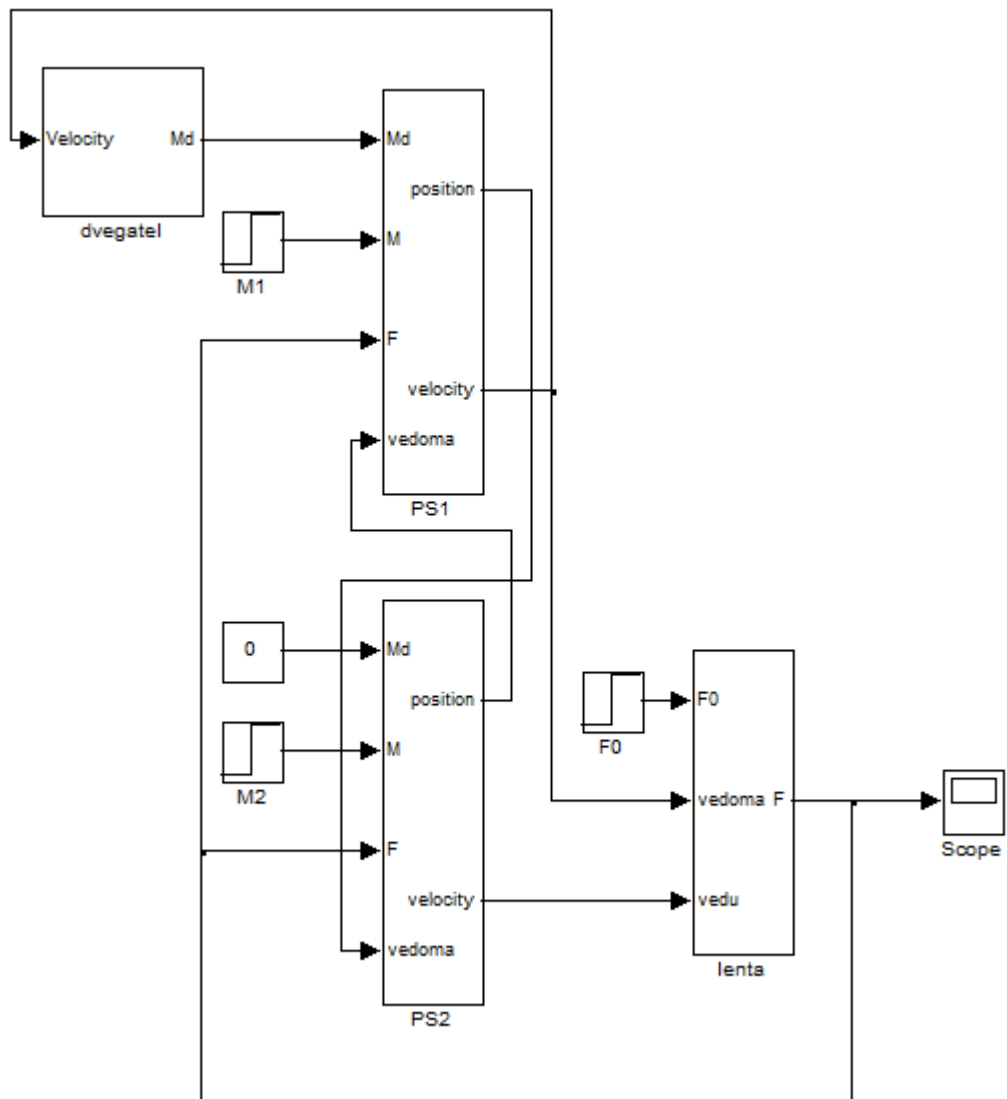 Velocity
Md
dvegatel
M1
Md
position
M
F
velocity
vedoma
PS1
0
M2
Md
position
M
F
velocity
vedoma
PS2
F0
F0
vedoma
F
vedu
lenta
Scope